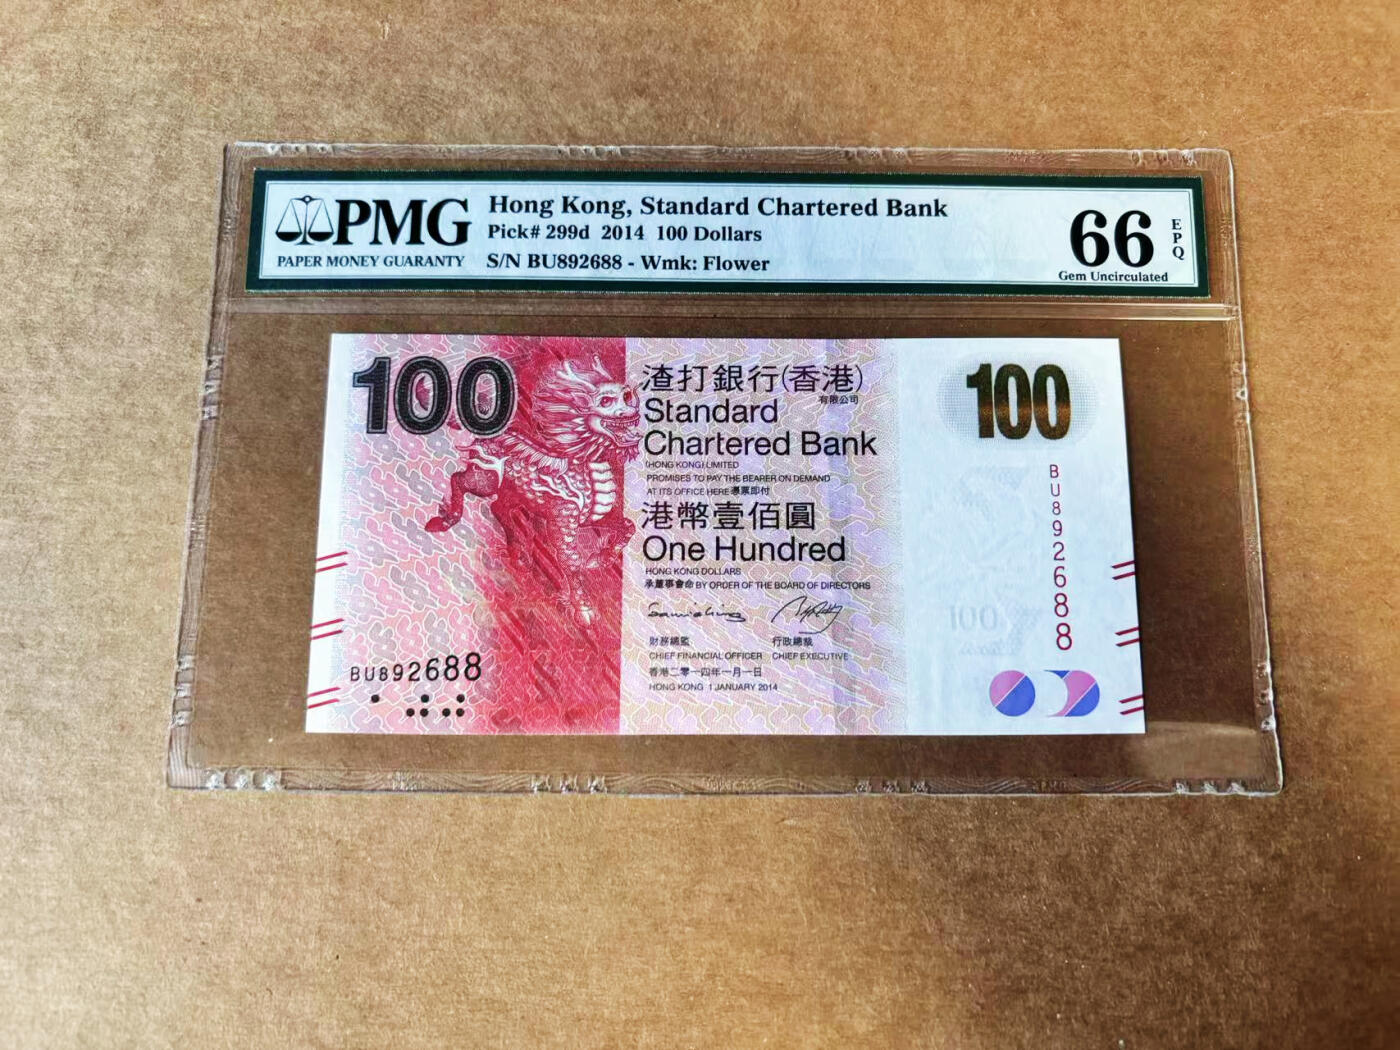 PMG
PAPER MONEY GUARANTY
Hong Kong, Standard Chartered Bank
Pick# 299d 2014 100 Dollars
S/N BU892688 - Wmk: Flower
66
EPQ
Gem Uncirculated
100
渣打銀行(香港)
有限公司
Standard
Chartered Bank
(HONG KONG) LIMITED
PROMISES TO PAY THE BEARER ON DEMAND
AT ITS OFFICE HERE 憑票即付
港幣壹佰圓
One Hundred
HONG KONG DOLLARS
承董事會命 BY ORDER OF THE BOARD OF DIRECTORS
財務總監 行政總裁
CHIEF FINANCIAL OFFICER CHIEF EXECUTIVE
香港二零一四年一月一日
HONG KONG 1 JANUARY 2014
BU892688
100
BU892688